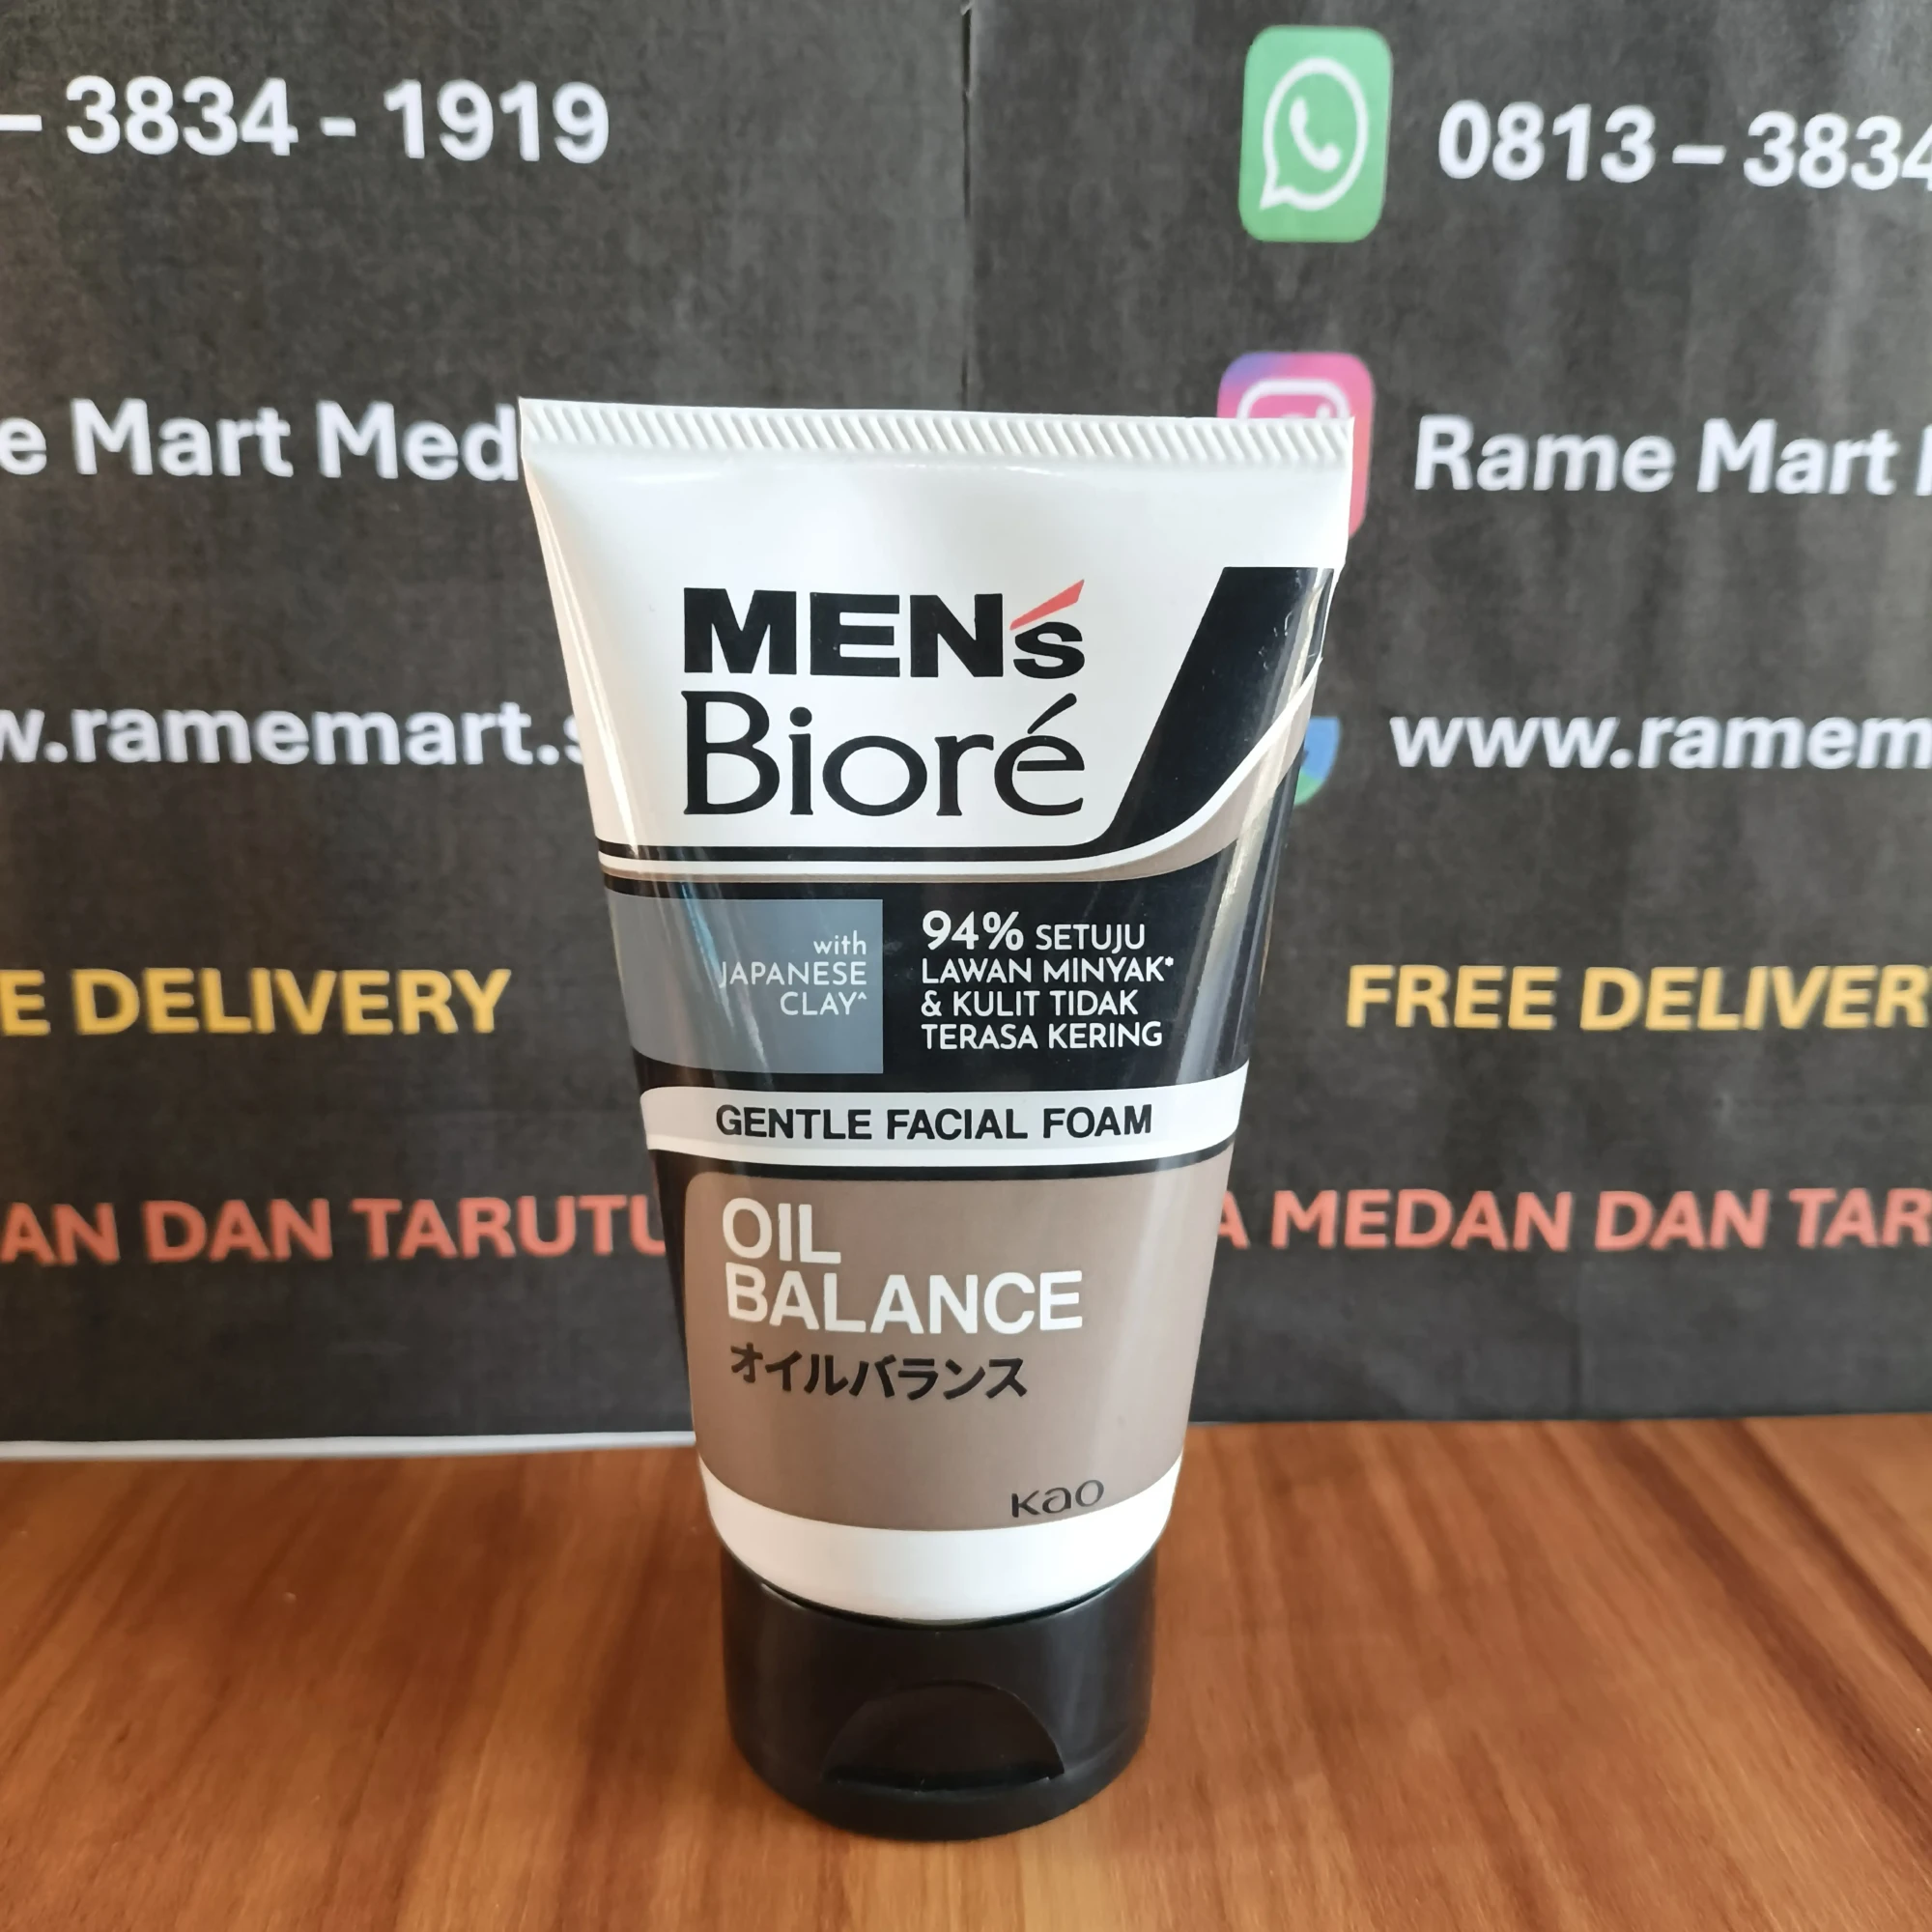 – 3834 - 1919
0813 – 3834
e Mart Med
Rame Mart
w.ramemart.
www.ramem
E DELIVERY
FREE DELIVER
AN DAN TARUTU
A MEDAN DAN TAR
MEN's
Bioré
with
JAPANESE
CLAY^
94% SETUJU
LAWAN MINYAK*
& KULIT TIDAK
TERASA KERING
GENTLE FACIAL FOAM
OIL
BALANCE
オイルバランス
Kao